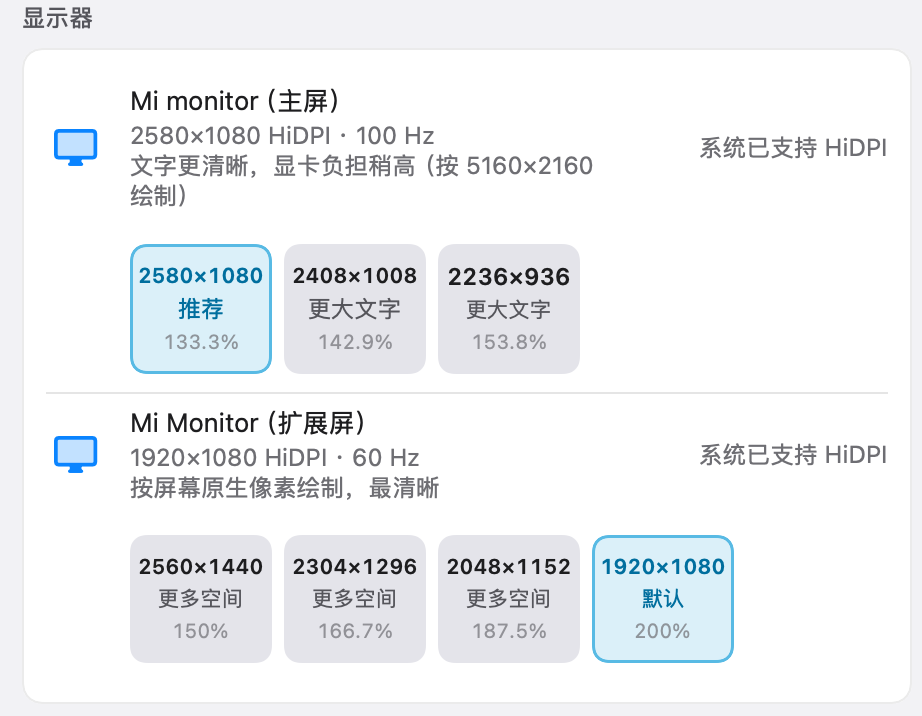 显示器
Mi monitor (主屏)
2580×1080 HiDPI · 100 Hz
系统已支持 HiDPI
文字更清晰，显卡负担稍高 (按 5160×2160
绘制)
2580×1080 2408×1008 2236×936
推荐 更大文字 更大文字
133.3% 142.9% 153.8%
Mi Monitor (扩展屏)
1920×1080 HiDPI · 60 Hz
系统已支持 HiDPI
按屏幕原生像素绘制，最清晰
2560×1440 2304×1296 2048×1152 1920×1080
更多空间 更多空间 更多空间 默认
150% 166.7% 187.5% 200%